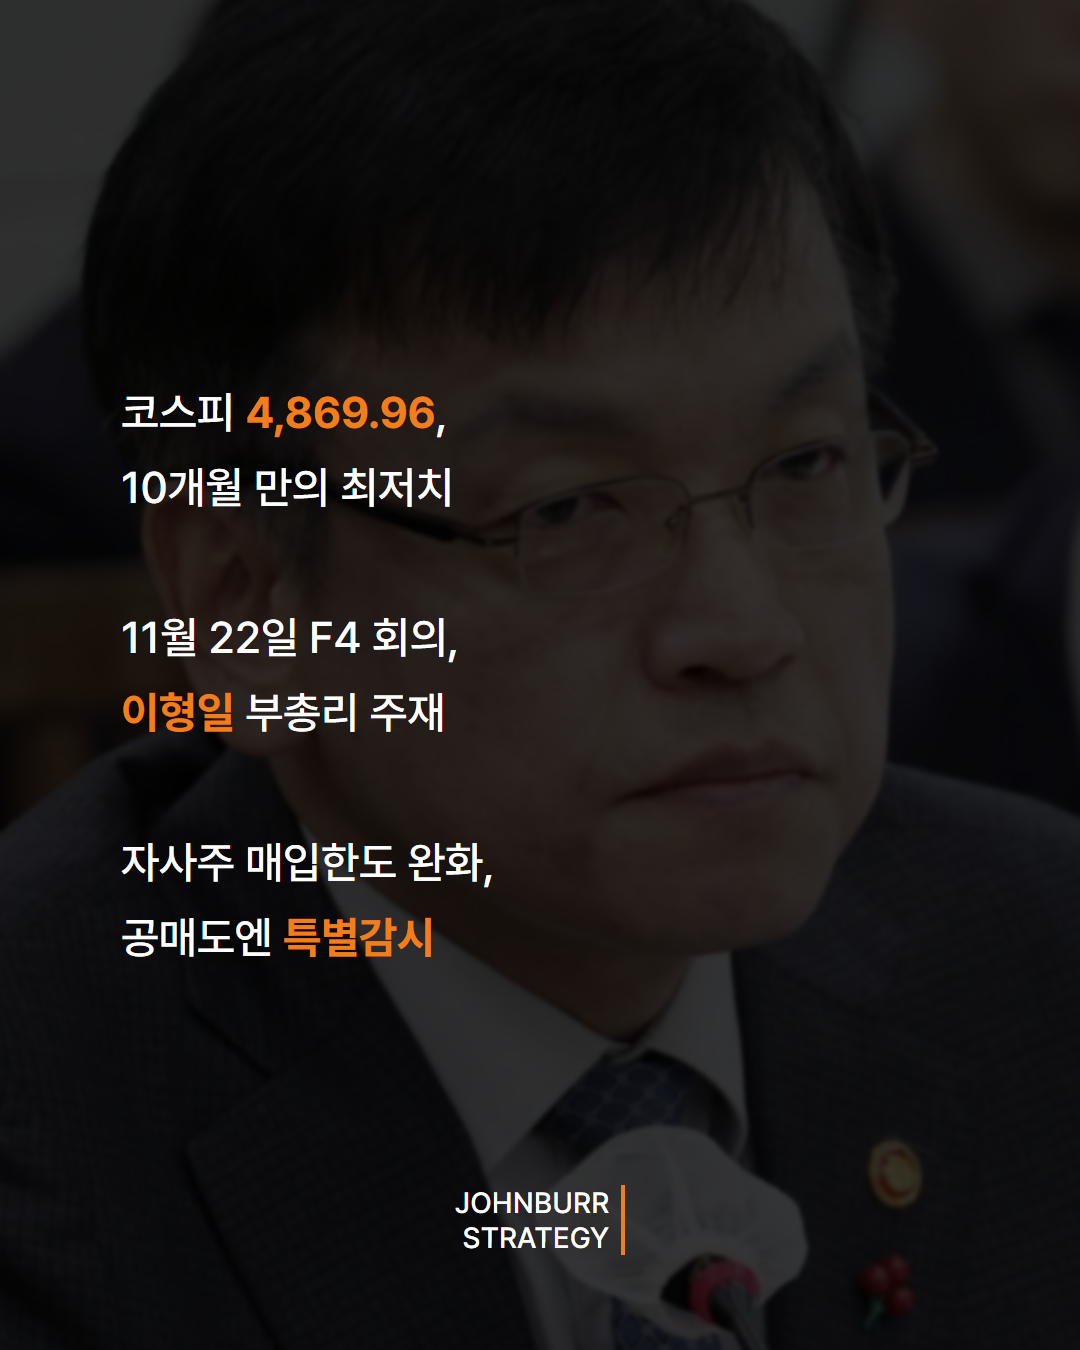 코스피 4,869.96,
10개월 만의 최저치
11월 22일 F4 회의,
이형일 부총리 주재
자사주 매입한도 완화,
공매도엔 특별감시
JOHNBURR
STRATEGY